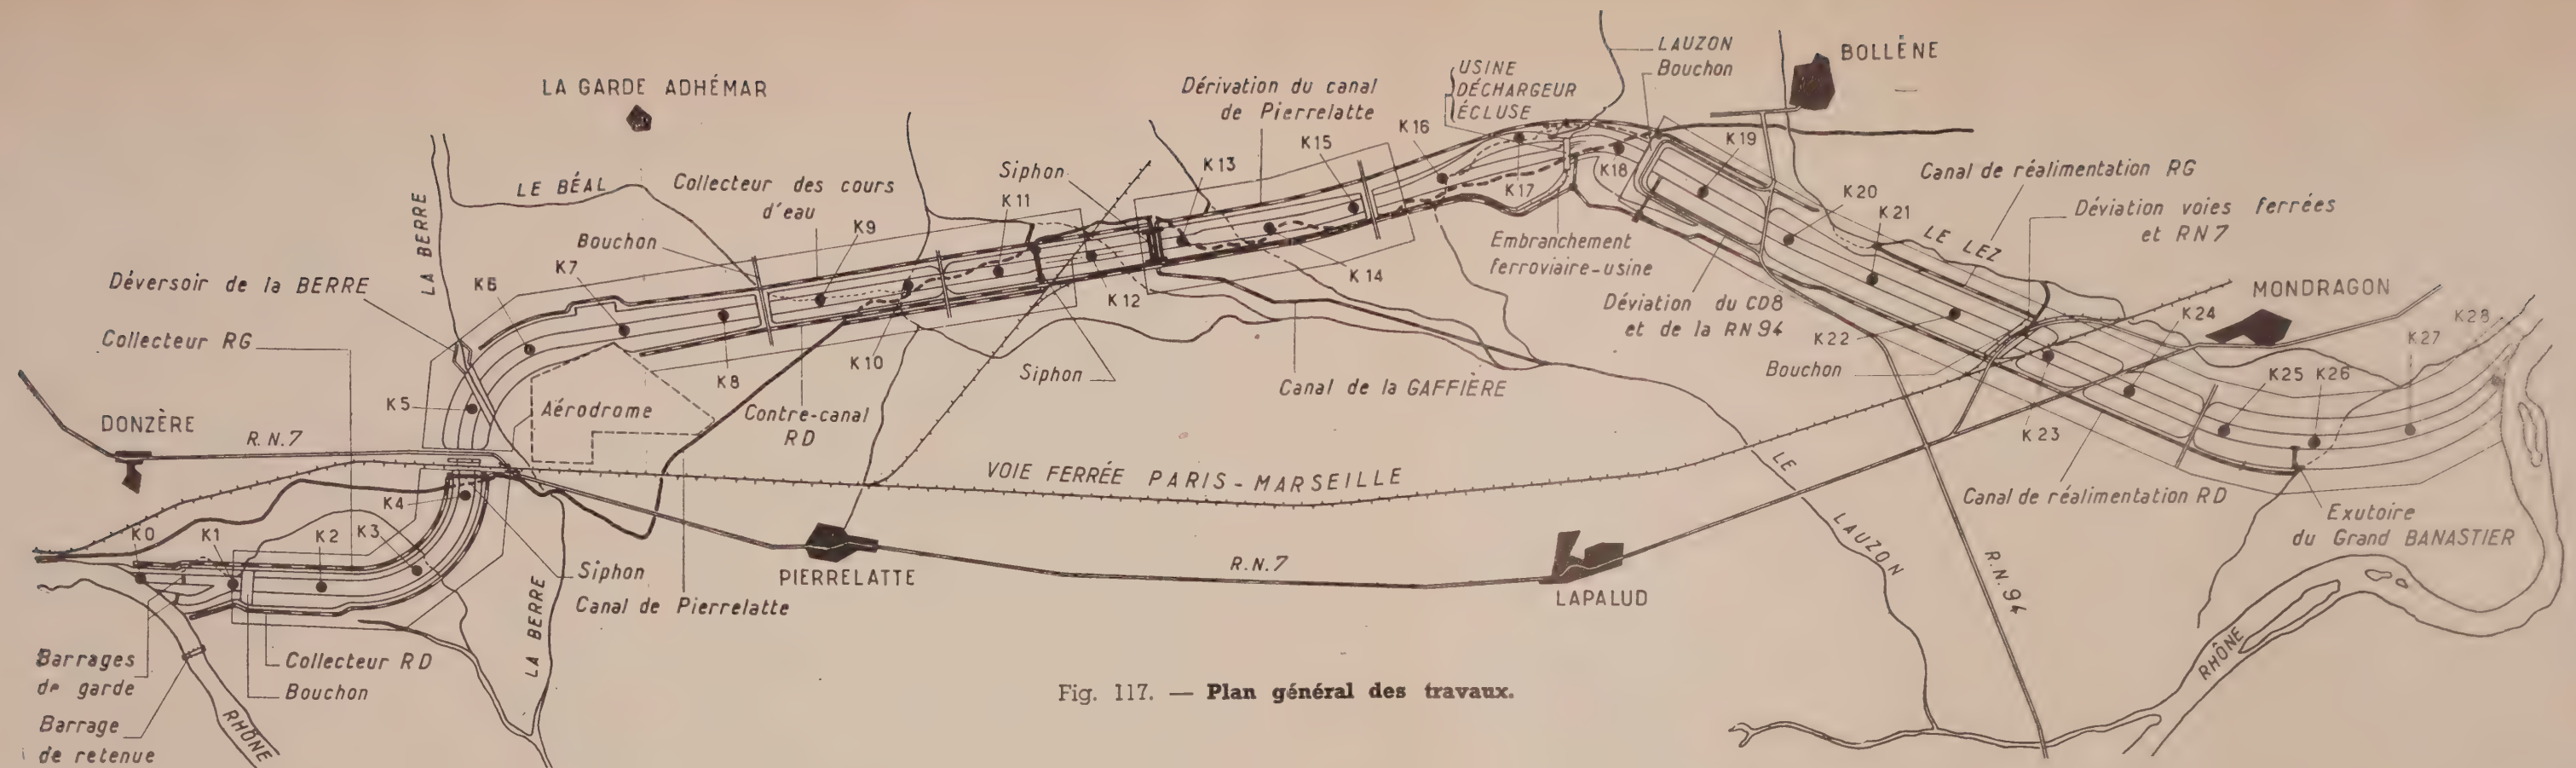 LAUZON
Bouchon
BOLLÈNE
USINE
DÉCHARGEUR
ÉCLUSE
LA GARDE ADHÉMAR
Dérivation du canal
de Pierrelatte
K16
K15
K19
K13
Siphon
K18
K17
Canal de réalimentation RG
LE BÉAL
Collecteur des cours
d'eau
K11
K20
K21
Déviation voies ferrées
et RN7
LA BERRE
K9
Bouchon
LE LEZ
Embranchement
ferroviaire-usine
K7
K6
K14
K12
Déversoir de la BERRE
MONDRAGON
Déviation du CD8
et de la RN94
K24
K28
K27
K22
Collecteur RG
K10
K8
Siphon
Bouchon
K25
K26
Canal de la GAFFIÈRE
K5
Aérodrome
Contre-canal
RD
DONZÈRE
R.N.7
K23
VOIE FERRÉE PARIS-MARSEILLE
LE
LAUZON
Canal de réalimentation RD
K4
Exutoire
du Grand BANASTIER
K0
K1
K2
K3
R.N.94
Siphon
PIERRELATTE
R.N.7
Canal de Pierrelatte
LAPALUD
LA BERRE
Barrages
de garde
Collecteur RD
Bouchon
RHÔNE
Barrage
de retenue
RHÔNE
Fig. 117. — Plan général des travaux.